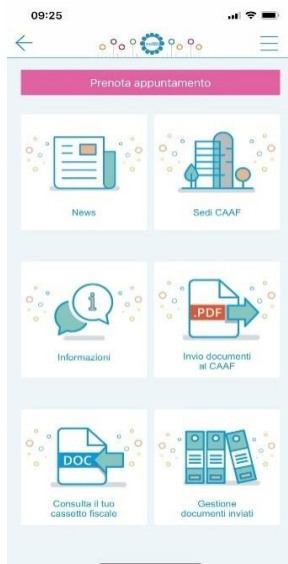 09:25
Prenota appuntamento
News
Sedi CAAF
i
.PDF
Informazioni
Invio documenti
al CAAF
DOC
Consulta il tuo
cassetto fiscale
Gestione
documenti inviati